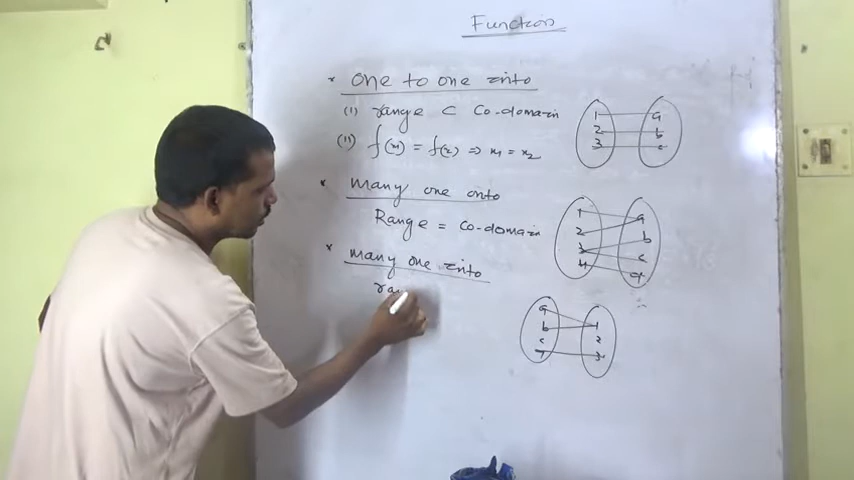 Function
* one to one into
(i) range ⊂ Co-domain
(ii) f(x1) = f(x2) ⇒ x1 = x2
1 a
2 b
3 c
* many one onto
Range = Co-domain
1 a
2 b
3 c
4 d
* many one into
ra
a 1
b 2
c 3